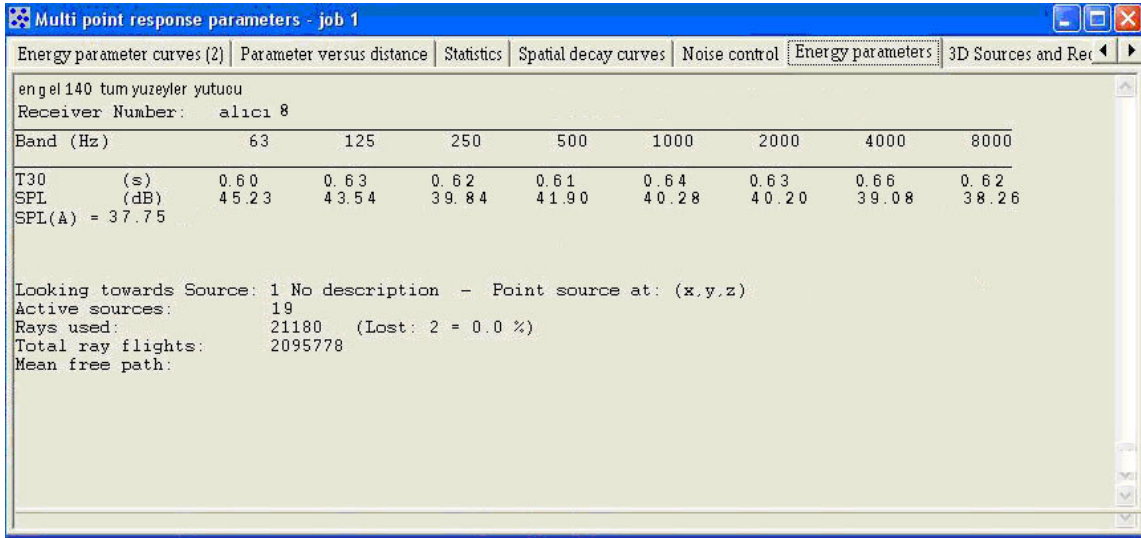 Multi point response parameters - job 1
Energy parameter curves (2) Parameter versus distance Statistics Spatial decay curves Noise control Energy parameters 3D Sources and Rec
engel 140 tum yuzeyler yutucu
Receiver Number: alıcı 8
Band (Hz) 63 125 250 500 1000 2000 4000 8000
T30 (s) 0.60 0.63 0.62 0.61 0.64 0.63 0.66 0.62
SPL (dB) 45.23 43.54 39.84 41.90 40.28 40.20 39.08 38.26
SPL(A) = 37.75
Looking towards Source: 1 No description - Point source at: (x,y,z)
Active sources: 19
Rays used: 21180 (Lost: 2 = 0.0 %)
Total ray flights: 2095778
Mean free path: